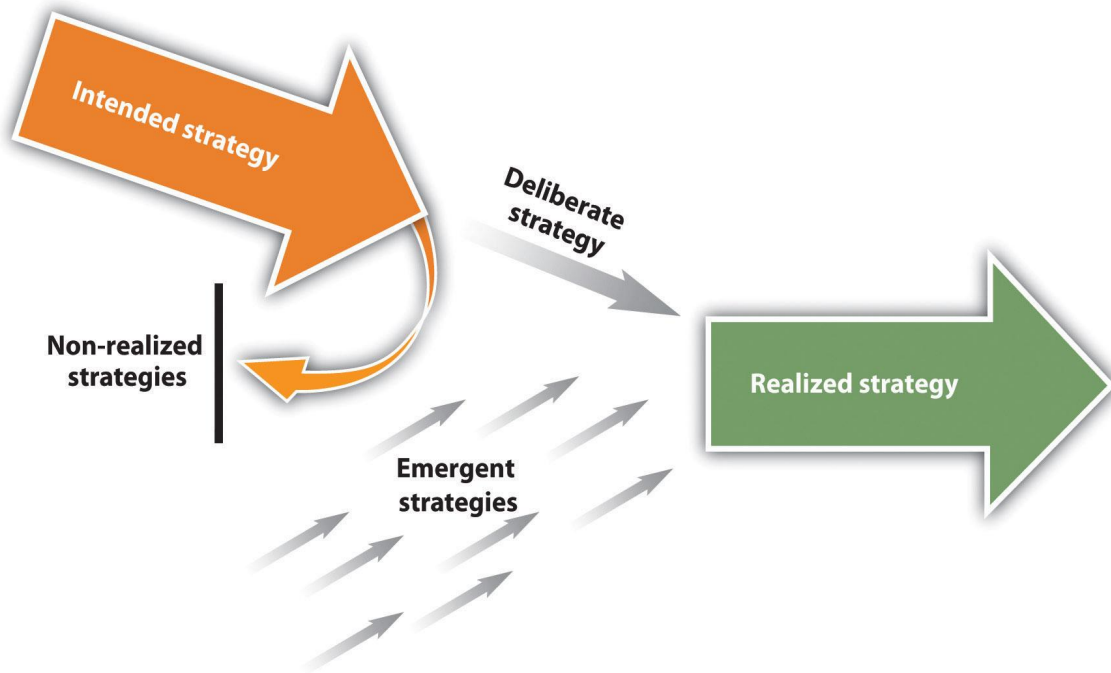 Intended strategy
Deliberate
strategy
Non-realized
strategies
Realized strategy
Emergent
strategies